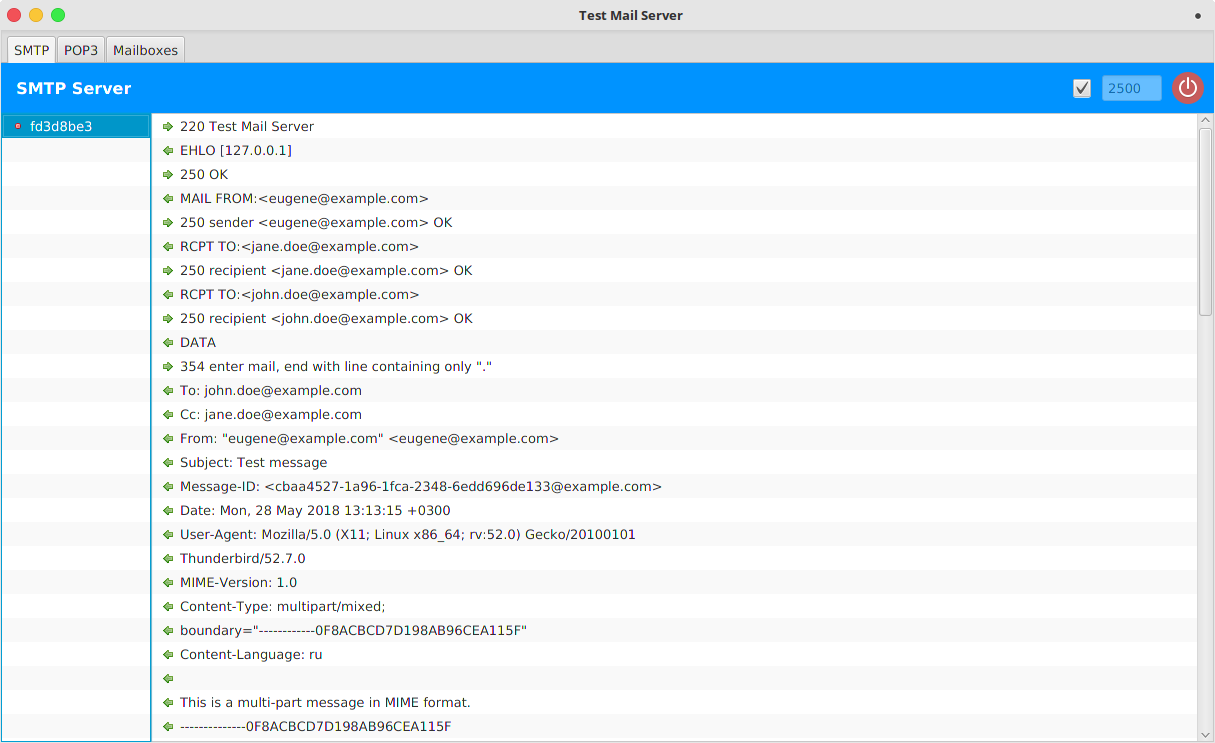 Test Mail Server
SMTP POP3 Mailboxes
SMTP Server
2500
fd3d8be3
220 Test Mail Server
EHLO [127.0.0.1]
250 OK
MAIL FROM:<eugene@example.com>
250 sender <eugene@example.com> OK
RCPT TO:<jane.doe@example.com>
250 recipient <jane.doe@example.com> OK
RCPT TO:<john.doe@example.com>
250 recipient <john.doe@example.com> OK
DATA
354 enter mail, end with line containing only "."
To: john.doe@example.com
Cc: jane.doe@example.com
From: "eugene@example.com" <eugene@example.com>
Subject: Test message
Message-ID: <cbaa4527-1a96-1fca-2348-6edd696de133@example.com>
Date: Mon, 28 May 2018 13:13:15 +0300
User-Agent: Mozilla/5.0 (X11; Linux x86_64; rv:52.0) Gecko/20100101
Thunderbird/52.7.0
MIME-Version: 1.0
Content-Type: multipart/mixed;
boundary="------------0F8ACBCD7D198AB96CEA115F"
Content-Language: ru
This is a multi-part message in MIME format.
--------------0F8ACBCD7D198AB96CEA115F